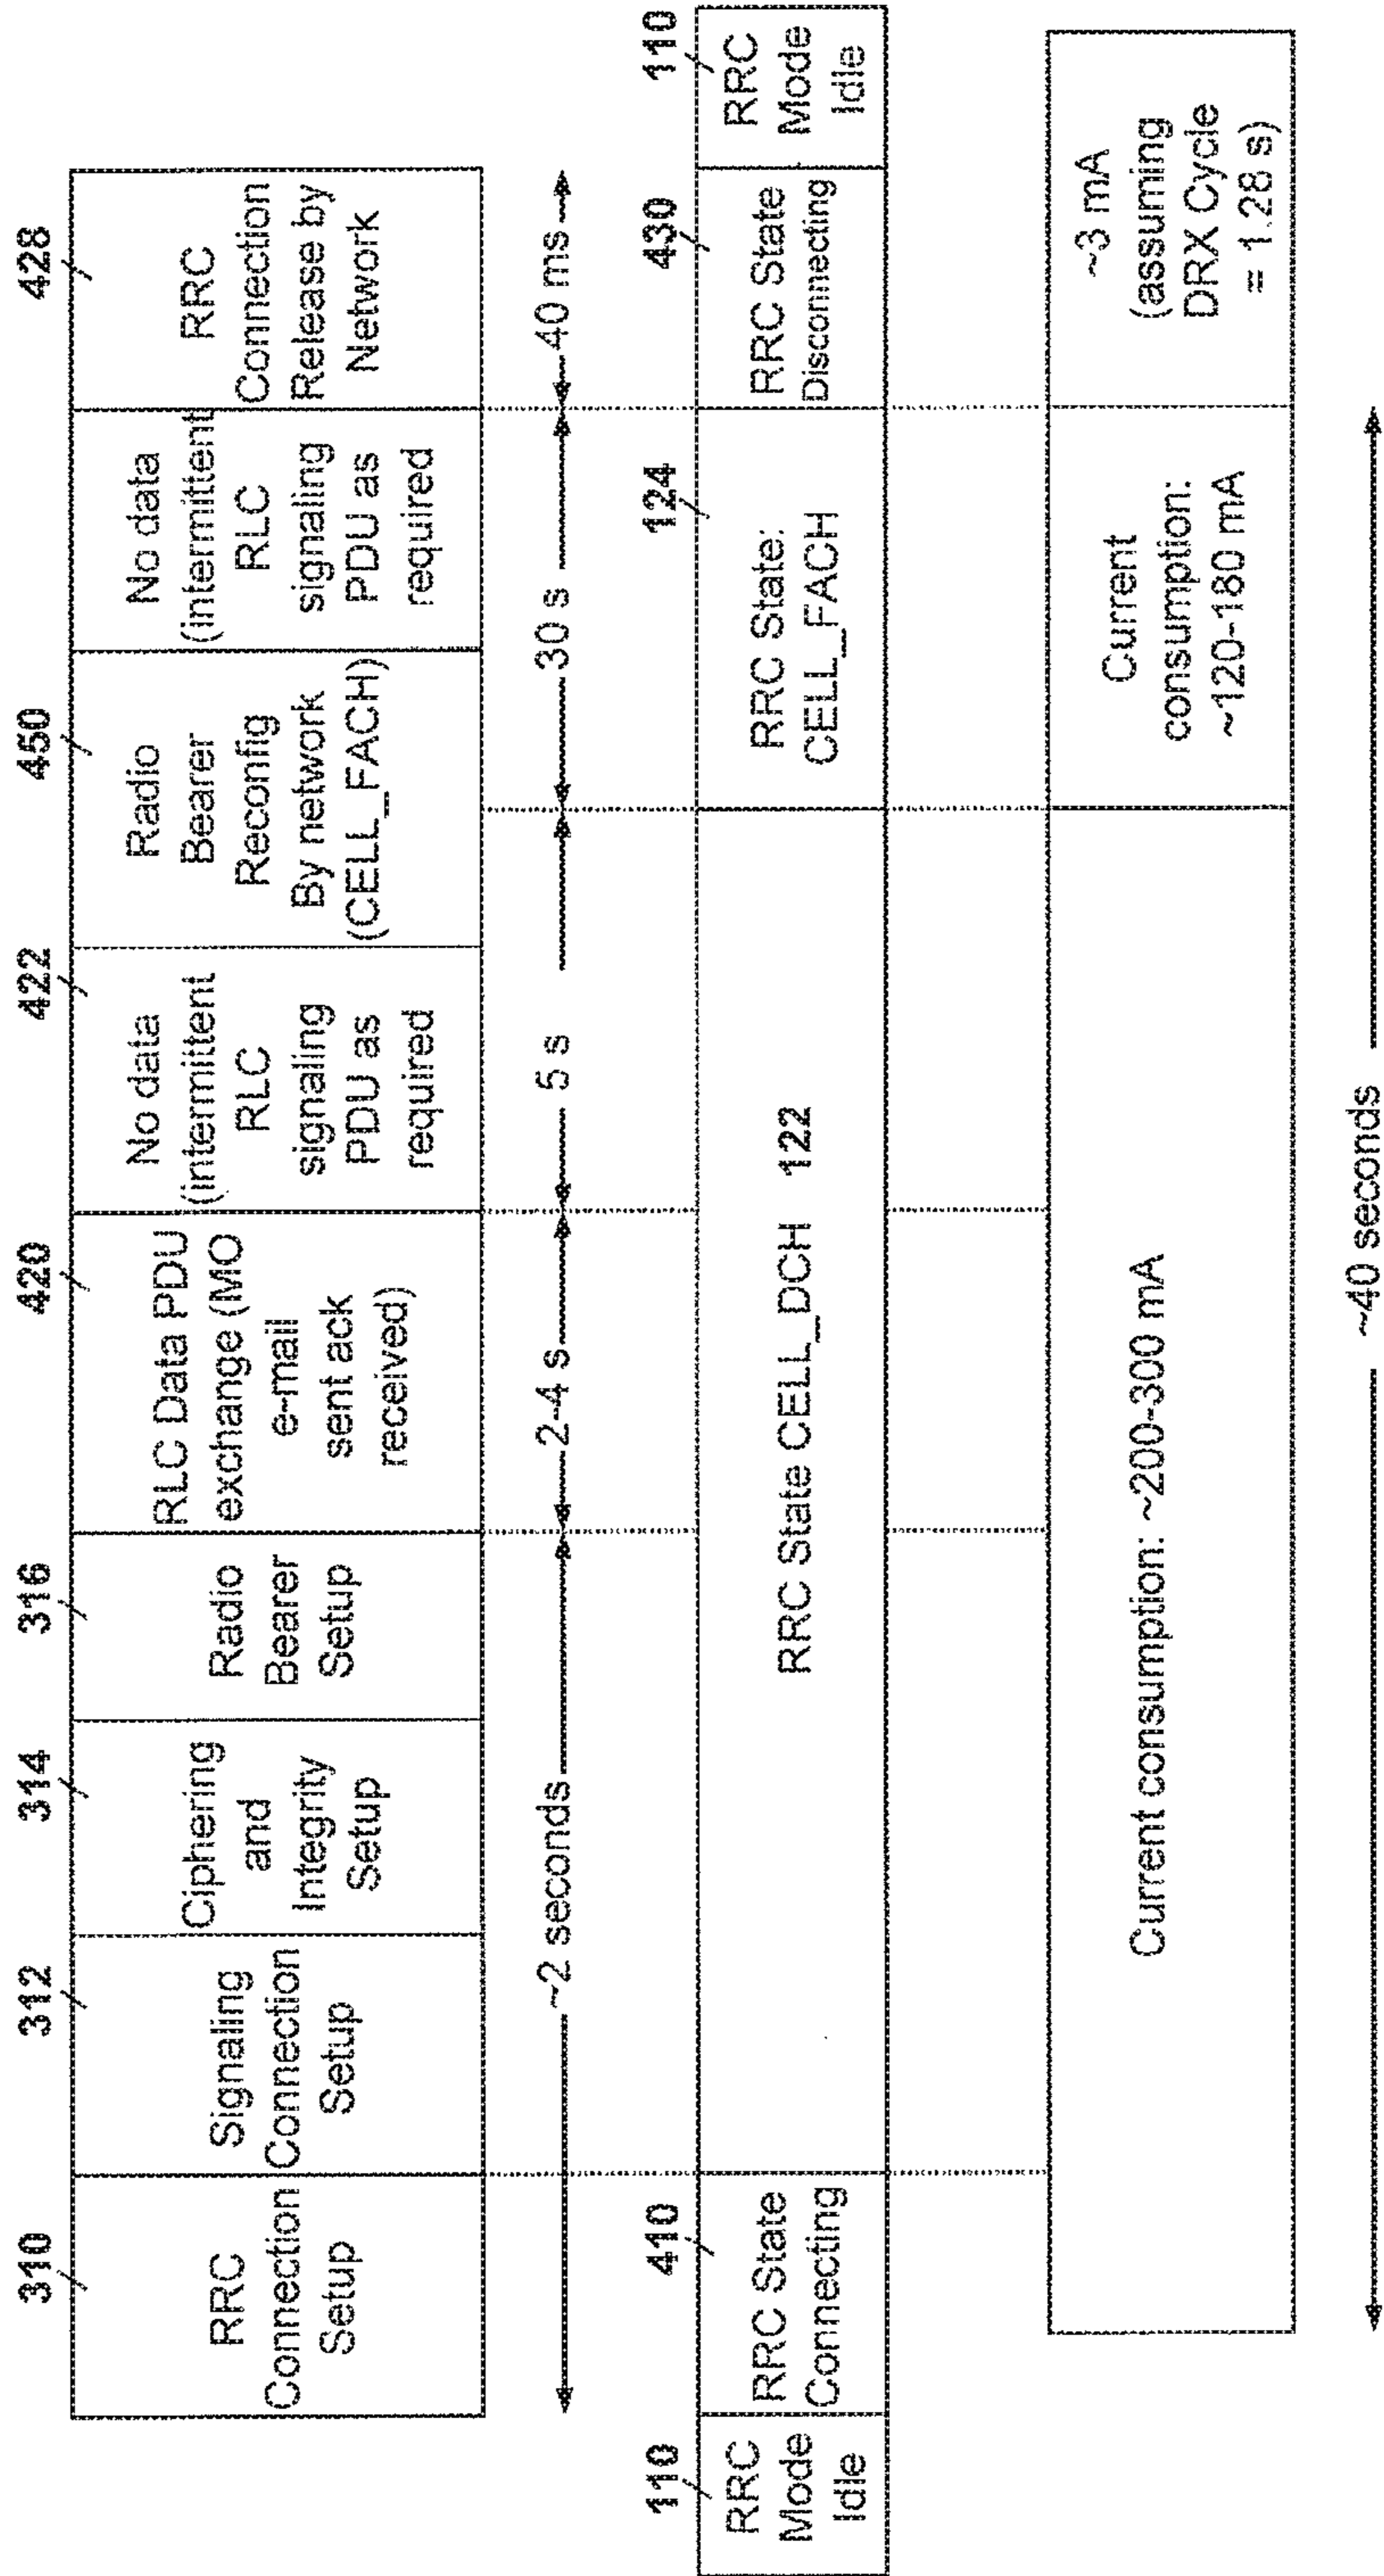 310
RRC
Connection
Setup
312
Signaling
Connection
Setup
314
Ciphering
and
Integrity
Setup
316
Radio
Bearer
Setup
420
RLC Data PDU
exchange (MO
e-mail
sent ack
received)
422
No data
(intermittent
RLC
signaling
PDU as
required
450
Radio
Bearer
Reconfig
By network
(CELL_FACH)
No data
(intermittent
RLC
signaling
PDU as
required
428
RRC
Connection
Release by
Network
~2 seconds
2-4 s
5 s
30 s
40 ms
110
RRC
Mode
Idle
410
RRC State
Connecting
RRC State CELL_DCH 122
124
RRC State:
CELL_FACH
430
RRC State
Disconnecting
110
RRC
Mode
Idle
Current consumption: ~200-300 mA
Current
consumption:
~120-180 mA
~3 mA
(assuming
DRX Cycle
= 1.28 s)
~40 seconds